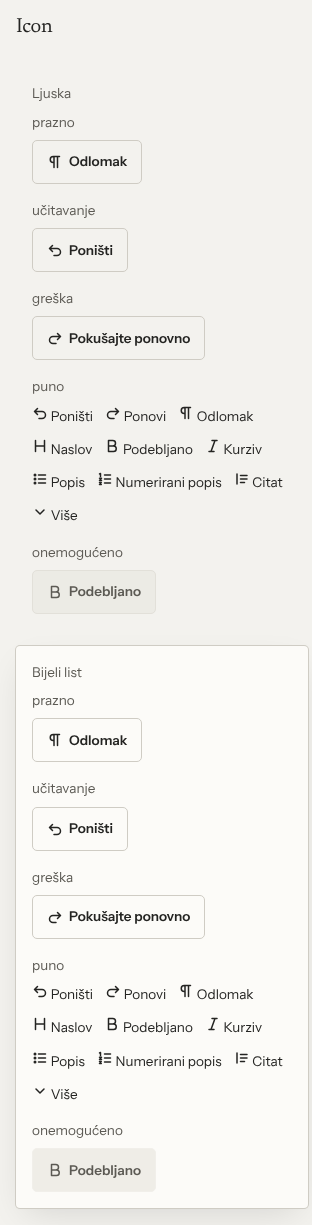 Icon
Ljuska
prazno
Odlomak
učitavanje
Poništi
greška
Pokušajte ponovno
puno
Poništi Ponovi Odlomak
Naslov Podebljano Kurziv
Popis Numerirani popis Citat
Više
onemogućeno
Podebljano
Bijeli list
prazno
Odlomak
učitavanje
Poništi
greška
Pokušajte ponovno
puno
Poništi Ponovi Odlomak
Naslov Podebljano Kurziv
Popis Numerirani popis Citat
Više
onemogućeno
Podebljano